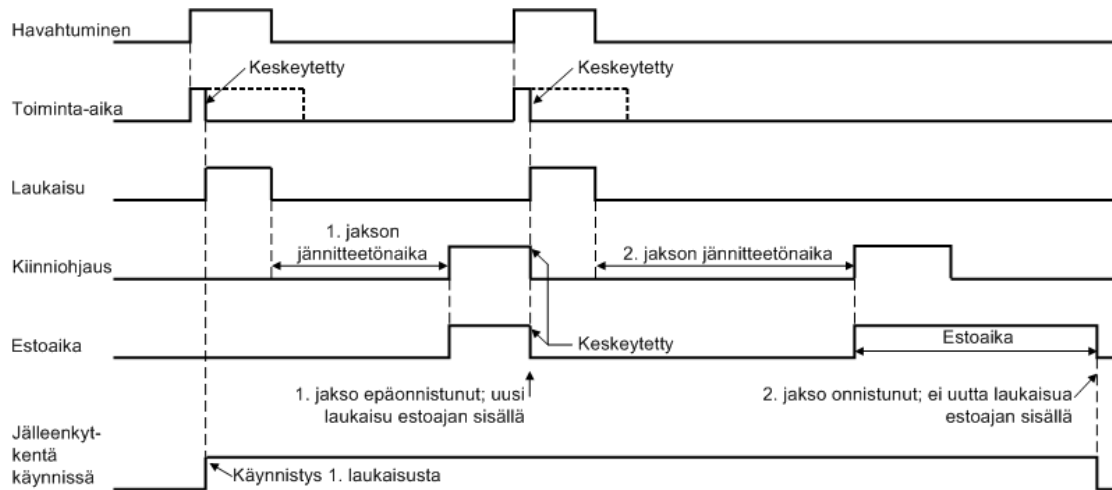 Havahtuminen
Keskeytetty
Keskeytetty
Toiminta-aika
Laukaisu
1. jakson
jännitteetönaika
2. jakson jännitteetönaika
Kiinniohjaus
Estoaika
Keskeytetty
Estoaika
1. jakso epäonnistunut; uusi
laukaisu estoajan sisällä
2. jakso onnistunut; ei uutta laukaisua
estoajan sisällä
Jälleenkyt-
kentä
käynnissä
Käynnistys 1. laukaisusta